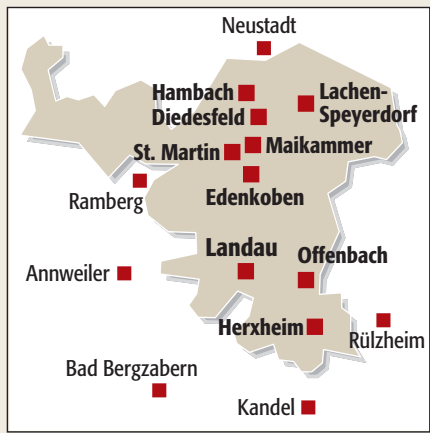 Neustadt
Hambach
Lachen-
Speyerdorf
Diedesfeld
St. Martin
Maikammer
Ramberg
Edenkoben
Landau
Offenbach
Annweiler
Herxheim
Rülzheim
Bad Bergzabern
Kandel